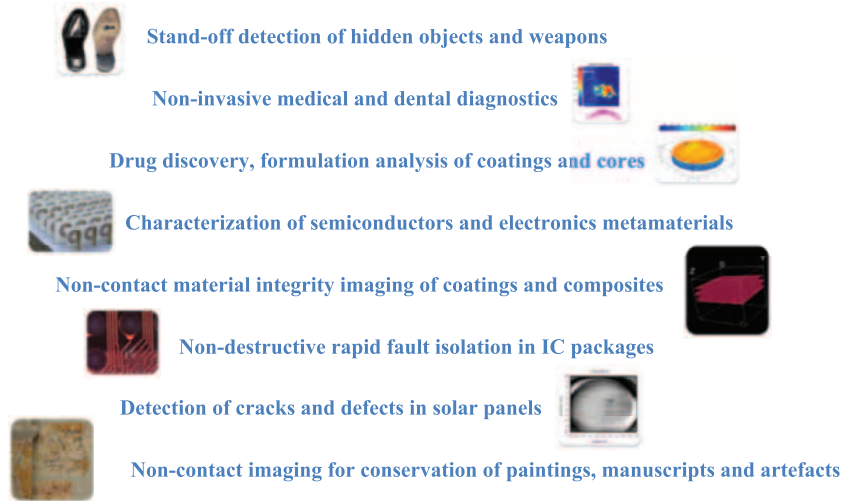 Stand-off detection of hidden objects and weapons
Non-invasive medical and dental diagnostics
Drug discovery, formulation analysis of coatings and cores
Characterization of semiconductors and electronics metamaterials
Non-contact material integrity imaging of coatings and composites
Non-destructive rapid fault isolation in IC packages
Detection of cracks and defects in solar panels
Non-contact imaging for conservation of paintings, manuscripts and artefacts